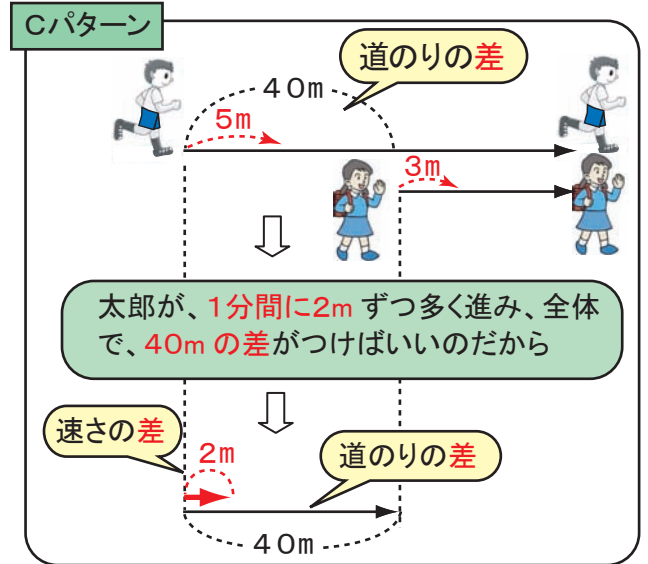 Cパターン
道のりの差
40m
5m
3m
太郎が、1分間に2m ずつ多く進み、全体
で、40m の差がつけばいいのだから
速さの差
2m
道のりの差
40m